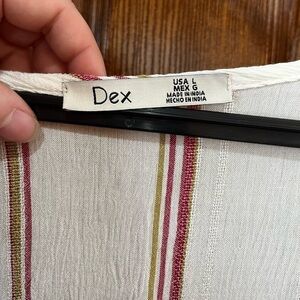 Dex
USA L
MEX G
MADE IN INDIA
HECHO EN INDIA